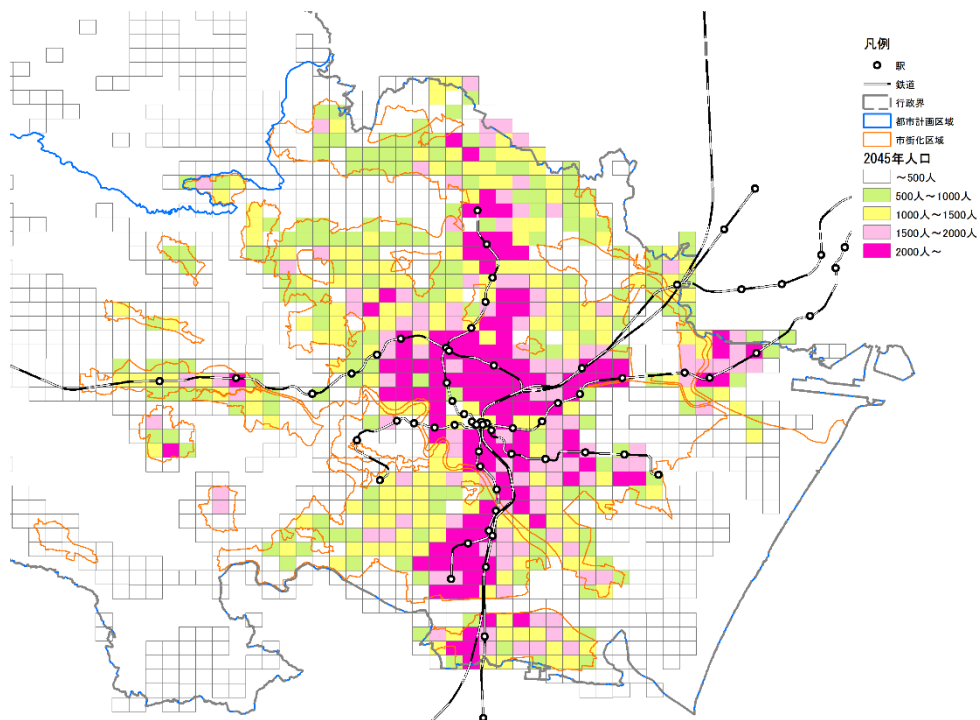 凡例
駅
鉄道
行政界
都市計画区域
市街化区域
2045年人口
～500人
500人～1000人
1000人～1500人
1500人～2000人
2000人～